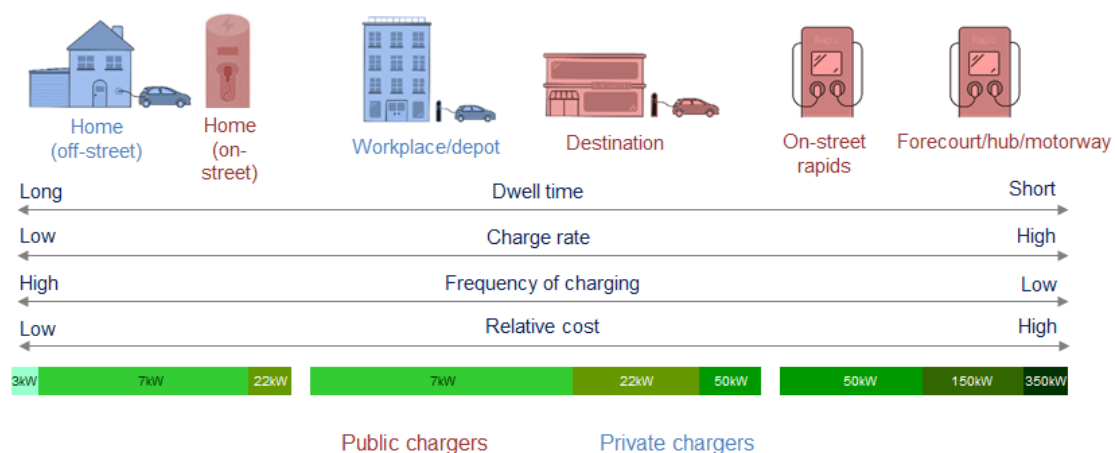 Home
(off-street)
Home
(on-
street)
Workplace/depot
Destination
On-street
rapids
Forecourt/hub/motorway
Long Dwell time Short
Low Charge rate High
High Frequency of charging Low
Low Relative cost High
3kW 7kW 22kW 7kW 22kW 50kW 50kW 150kW 350kW
Public chargers Private chargers